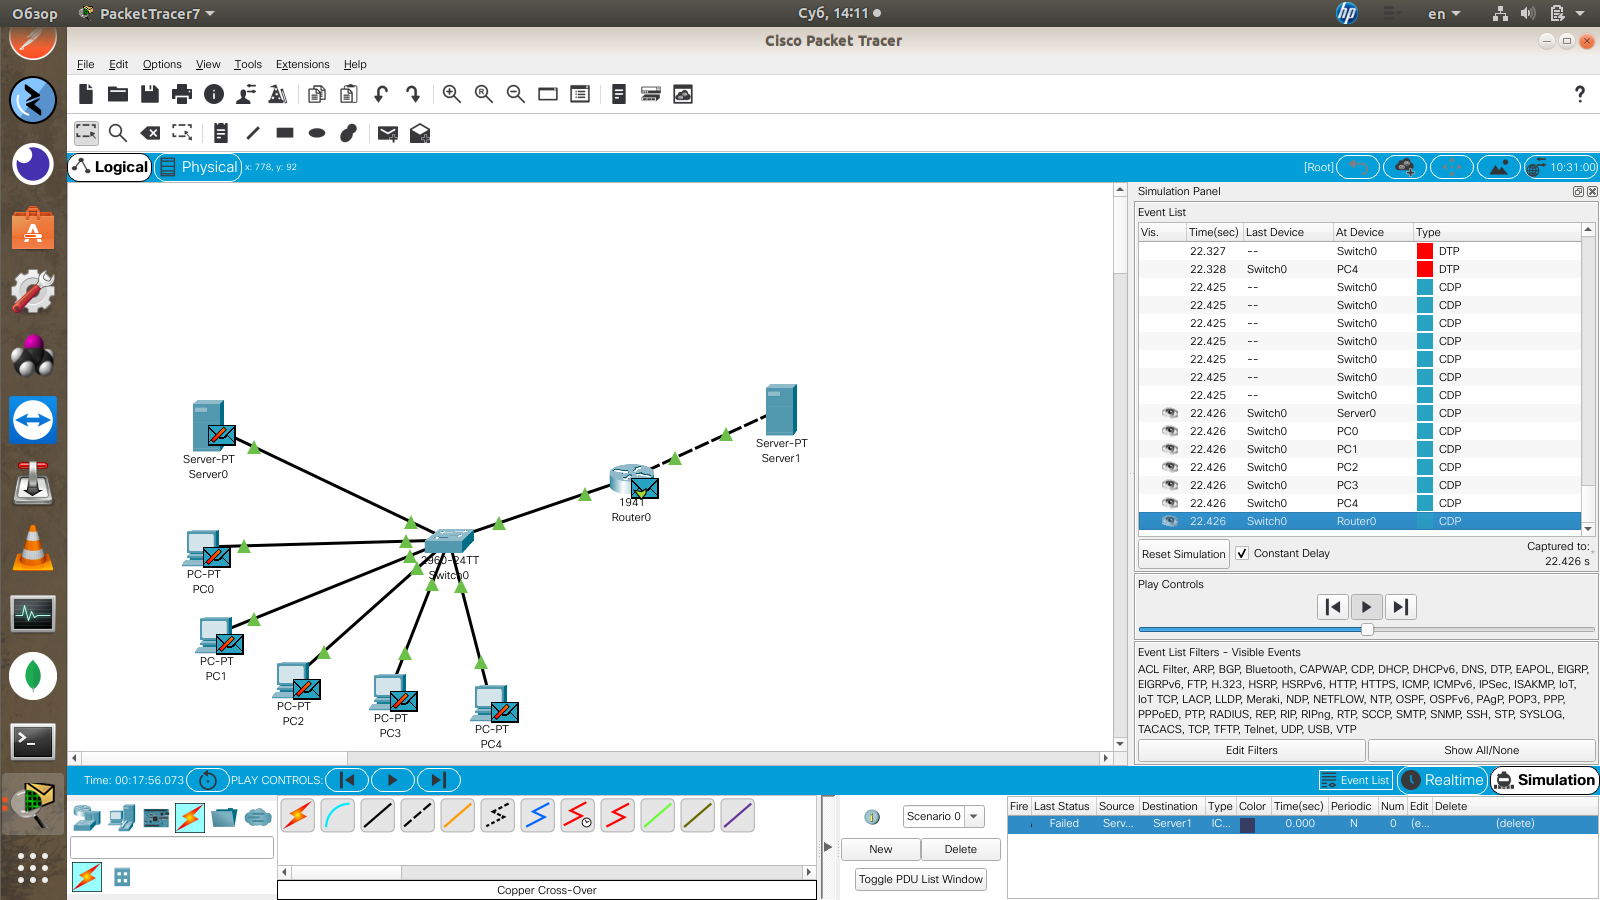 Обзор PacketTracer7 Суб, 14:11 en
Cisco Packet Tracer
File Edit Options View Tools Extensions Help
Logical Physical x: 778, y: 92 [Root] 10:31:00
Simulation Panel
Event List
Vis. Time(sec) Last Device At Device Type
22.327 -- Switch0 DTP
22.328 Switch0 PC4 DTP
22.425 -- Switch0 CDP
22.425 -- Switch0 CDP
22.425 -- Switch0 CDP
22.425 -- Switch0 CDP
22.425 -- Switch0 CDP
22.425 -- Switch0 CDP
22.425 -- Switch0 CDP
22.426 Switch0 Server0 CDP
22.426 Switch0 PC0 CDP
22.426 Switch0 PC1 CDP
22.426 Switch0 PC2 CDP
22.426 Switch0 PC3 CDP
22.426 Switch0 PC4 CDP
22.426 Switch0 Router0 CDP
Reset Simulation Constant Delay Captured to:
22.426 s
Play Controls
Event List Filters - Visible Events
ACL Filter, ARP, BGP, Bluetooth, CAPWAP, CDP, DHCP, DHCPv6, DNS, DTP, EAPOL, EIGRP,
EIGRPv6, FTP, H.323, HSRP, HSRPv6, HTTP, HTTPS, ICMP, ICMPv6, IPSec, ISAKMP, IoT,
IoT TCP, LACP, LLDP, Meraki, NDP, NETFLOW, NTP, OSPF, OSPFv6, PAgP, POP3, PPP,
PPPoED, PTP, RADIUS, REP, RIP, RIPng, RTP, SCCP, SMTP, SNMP, SSH, STP, SYSLOG,
TACACS, TCP, TFTP, Telnet, UDP, USB, VTP
Edit Filters Show All/None
Server-PT
Server0
Server-PT
Server1
1941
Router0
2960-24TT
Switch0
PC-PT
PC0
PC-PT
PC1
PC-PT
PC2
PC-PT
PC3
PC-PT
PC4
Time: 00:17:56.073 PLAY CONTROLS: Event List Realtime Simulation
Scenario 0
New Delete
Toggle PDU List Window
Fire Last Status Source Destination Type Color Time(sec) Periodic Num Edit Delete
Failed Serv... Server1 IC... 0.000 N 0 (e... (delete)
Copper Cross-Over
hp